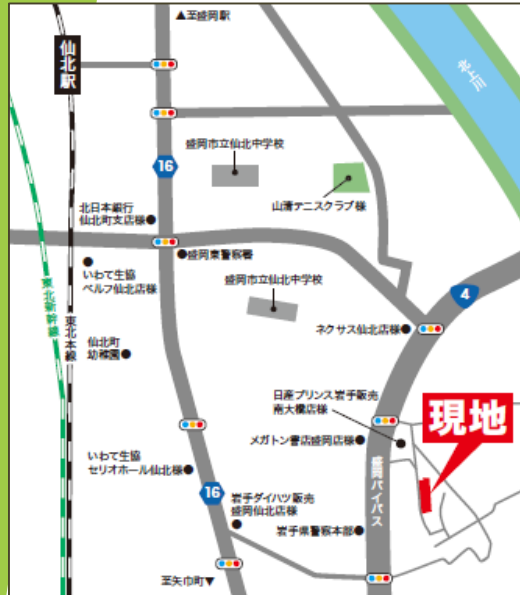 ▲至盛岡駅
仙北駅
北上川
盛岡市立仙北中学校
16
山清テニスクラブ様
北日本銀行
仙北町支店様●
●盛岡東警察署
いわて生協
ベルフ仙北店様
盛岡市立仙北中学校
4
東北新幹線
東北本線
仙北町
幼稚園●
ネクサス仙北店様●
日産プリンス岩手販売
南大橋店様
現地
メガトン書店盛岡店様●
いわて生協
セリオホール仙北様●
盛岡バイパス
16
岩手ダイハツ販売
盛岡仙北店様
岩手県警察本部●
至矢巾町▼